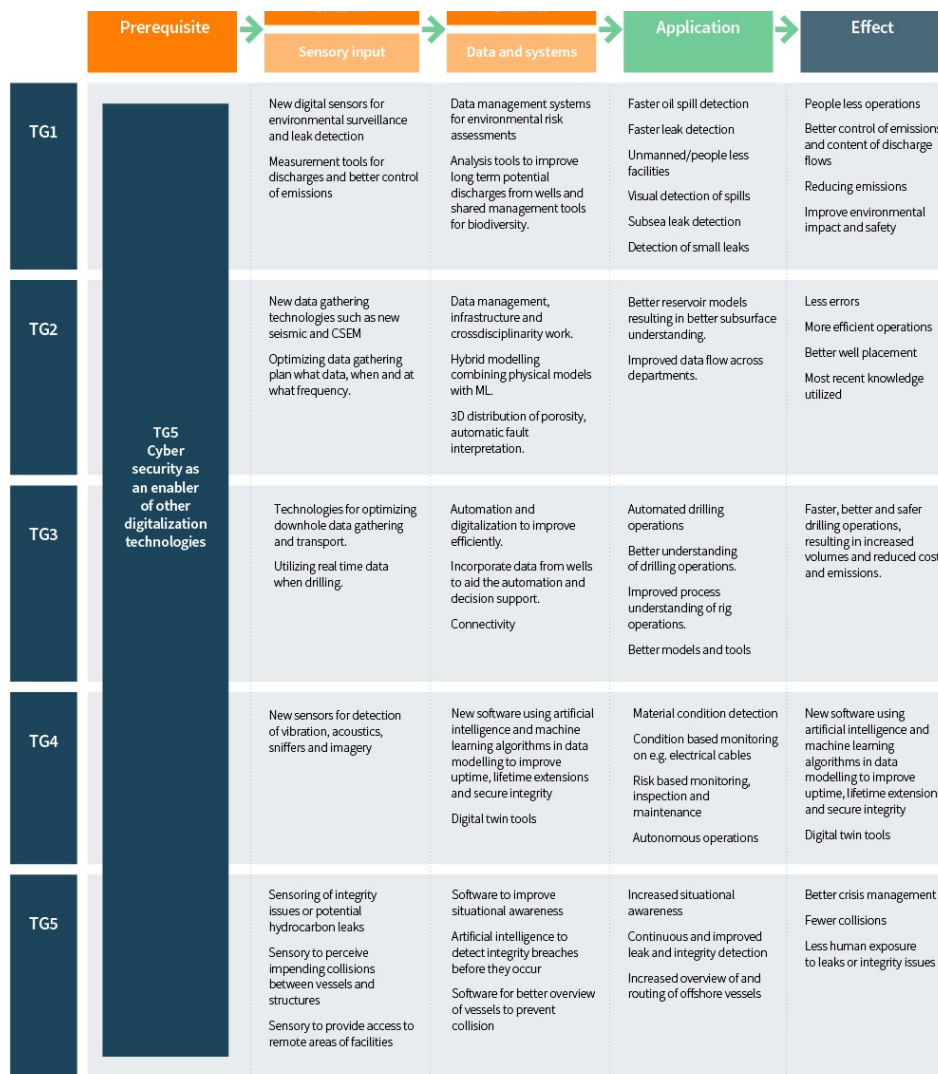 Prerequisite
Sensory input
Data and systems
Application
Effect
TG5
Cyber
security as
an enabler
of other
digitalization
technologies
TG1
New digital sensors for
environmental surveillance
and leak detection
Measurement tools for
discharges and better control
of emissions
Data management systems
for environmental risk
assessments
Analysis tools to improve
long term potential
discharges from wells and
shared management tools
for biodiversity.
Faster oil spill detection
Faster leak detection
Unmanned/people less
facilities
Visual detection of spills
Subsea leak detection
Detection of small leaks
People less operations
Better control of emissions
and content of discharge
flows
Reducing emissions
Improve environmental
impact and safety
TG2
New data gathering
technologies such as new
seismic and CSEM
Optimizing data gathering
plan what data, when and at
what frequency.
Data management,
infrastructure and
crossdisciplinarity work.
Hybrid modelling
combining physical models
with ML.
3D distribution of porosity,
automatic fault
interpretation.
Better reservoir models
resulting in better subsurface
understanding.
Improved data flow across
departments.
Less errors
More efficient operations
Better well placement
Most recent knowledge
utilized
TG3
Technologies for optimizing
downhole data gathering
and transport.
Utilizing real time data
when drilling.
Automation and
digitalization to improve
efficiently.
Incorporate data from wells
to aid the automation and
decision support.
Connectivity
Automated drilling
operations
Better understanding
of drilling operations.
Improved process
understanding of rig
operations.
Better models and tools
Faster, better and safer
drilling operations,
resulting in increased
volumes and reduced cost
and emissions.
TG4
New sensors for detection
of vibration, acoustics,
sniffers and imagery
New software using artificial
intelligence and machine
learning algorithms in data
modelling to improve
uptime, lifetime extensions
and secure integrity
Digital twin tools
Material condition detection
Condition based monitoring
on e.g. electrical cables
Risk based monitoring,
inspection and
maintenance
Autonomous operations
New software using
artificial intelligence and
machine learning
algorithms in data
modelling to improve
uptime, lifetime extension
and secure integrity
Digital twin tools
TG5
Sensoring of integrity
issues or potential
hydrocarbon leaks
Sensory to perceive
impending collisions
between vessels and
structures
Sensory to provide access to
remote areas of facilities
Software to improve
situational awareness
Artificial intelligence to
detect integrity breaches
before they occur
Software for better overview
of vessels to prevent
collision
Increased situational
awareness
Continuous and improved
leak and integrity detection
Increased overview of and
routing of offshore vessels
Better crisis management
Fewer collisions
Less human exposure
to leaks or integrity issues